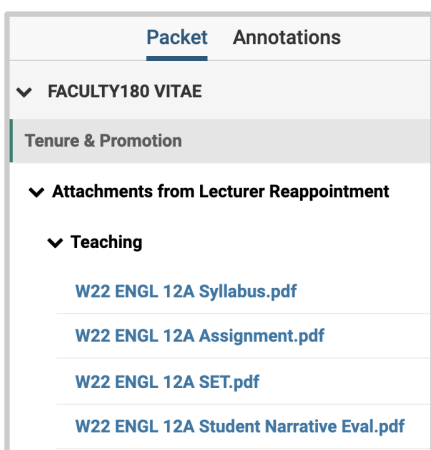 Packet Annotations
FACULTY180 VITAE
Tenure & Promotion
Attachments from Lecturer Reappointment
Teaching
W22 ENGL 12A Syllabus.pdf
W22 ENGL 12A Assignment.pdf
W22 ENGL 12A SET.pdf
W22 ENGL 12A Student Narrative Eval.pdf